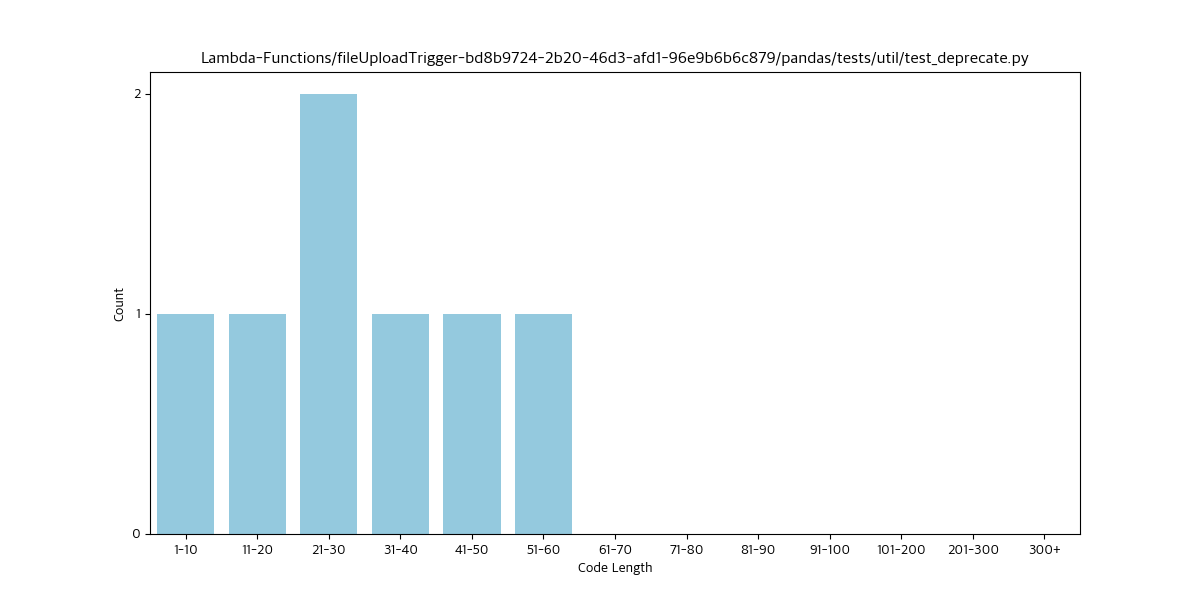 Lambda-Functions/fileUploadTrigger-bd8b9724-2b20-46d3-afd1-96e9b6b6c879/pandas/tests/util/test_deprecate.py
2
1
0
Count
1-10 11-20 21-30 31-40 41-50 51-60 61-70 71-80 81-90 91-100 101-200 201-300 300+
Code Length